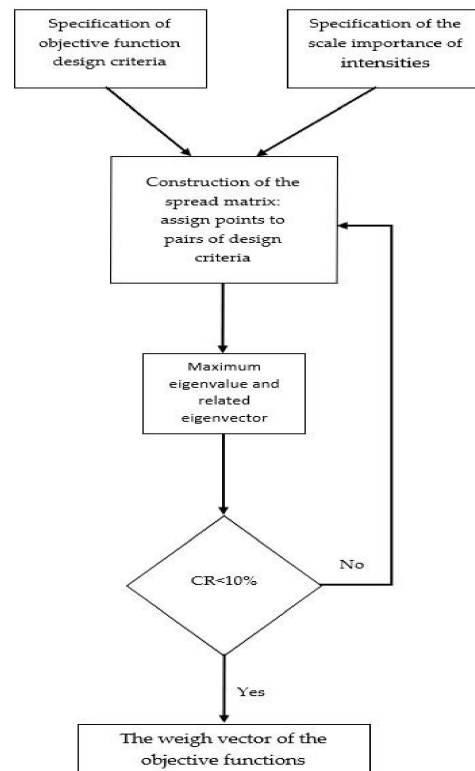 Specification of
objective function
design criteria
Specification of the
scale importance of
intensities
Construction of the
spread matrix:
assign points to
pairs of design
criteria
Maximum
eigenvalue and
related
eigenvector
CR<10%
No
Yes
The weigh vector of the
objective functions